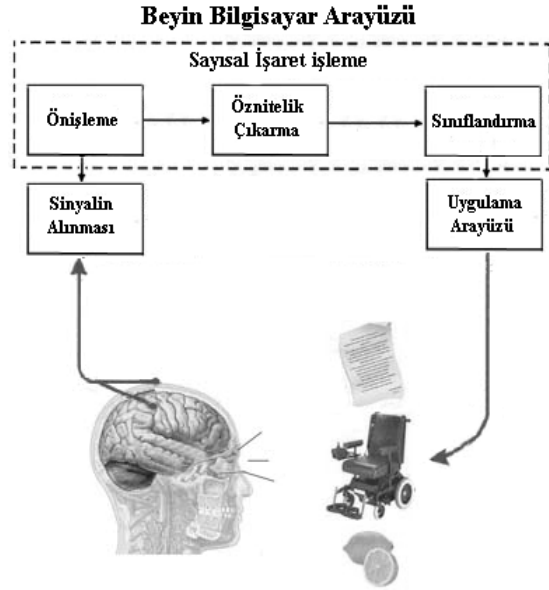 Beyin Bilgisayar Arayüzü
Sayısal İşaret işleme
Önişleme
Öznitelik
Çıkarma
Sınıflandırma
Sinyalin
Alınması
Uygulama
Arayüzü